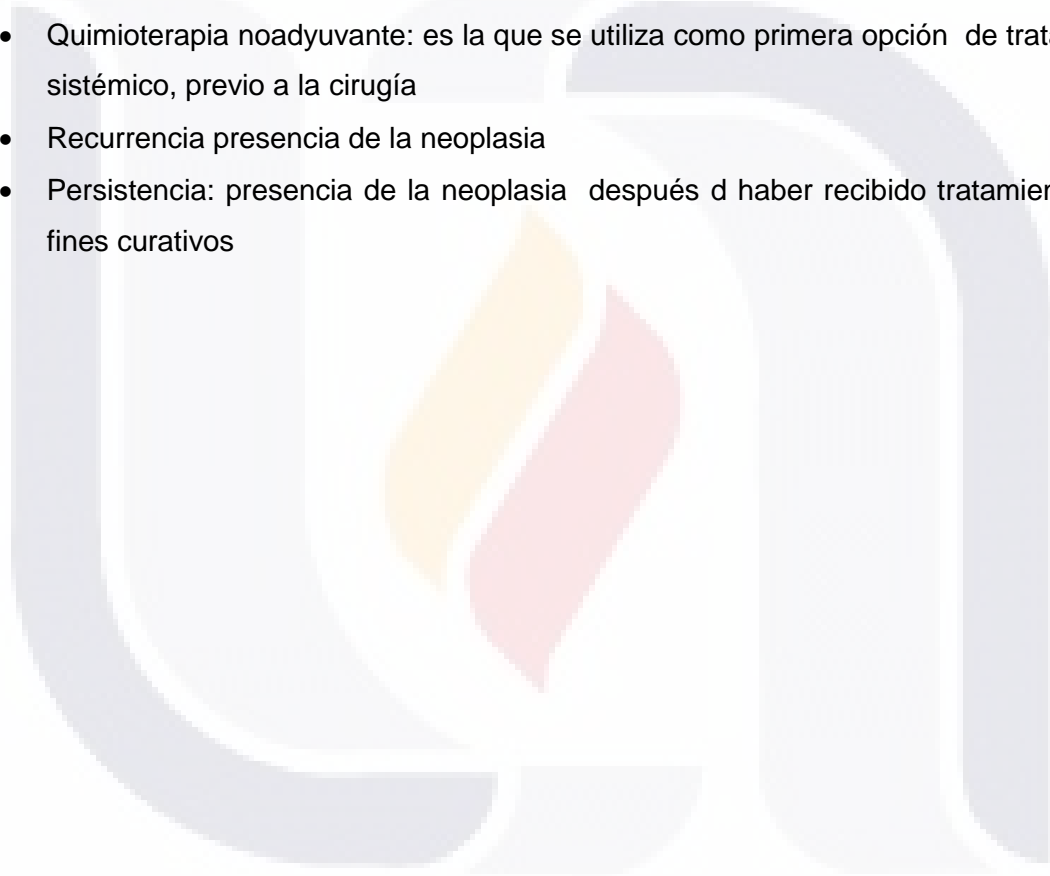 • Quimioterapia noadyuvante: es la que se utiliza como primera opción de trat
sistémico, previo a la cirugía
• Recurrencia presencia de la neoplasia
• Persistencia: presencia de la neoplasia después d haber recibido tratamien
fines curativos